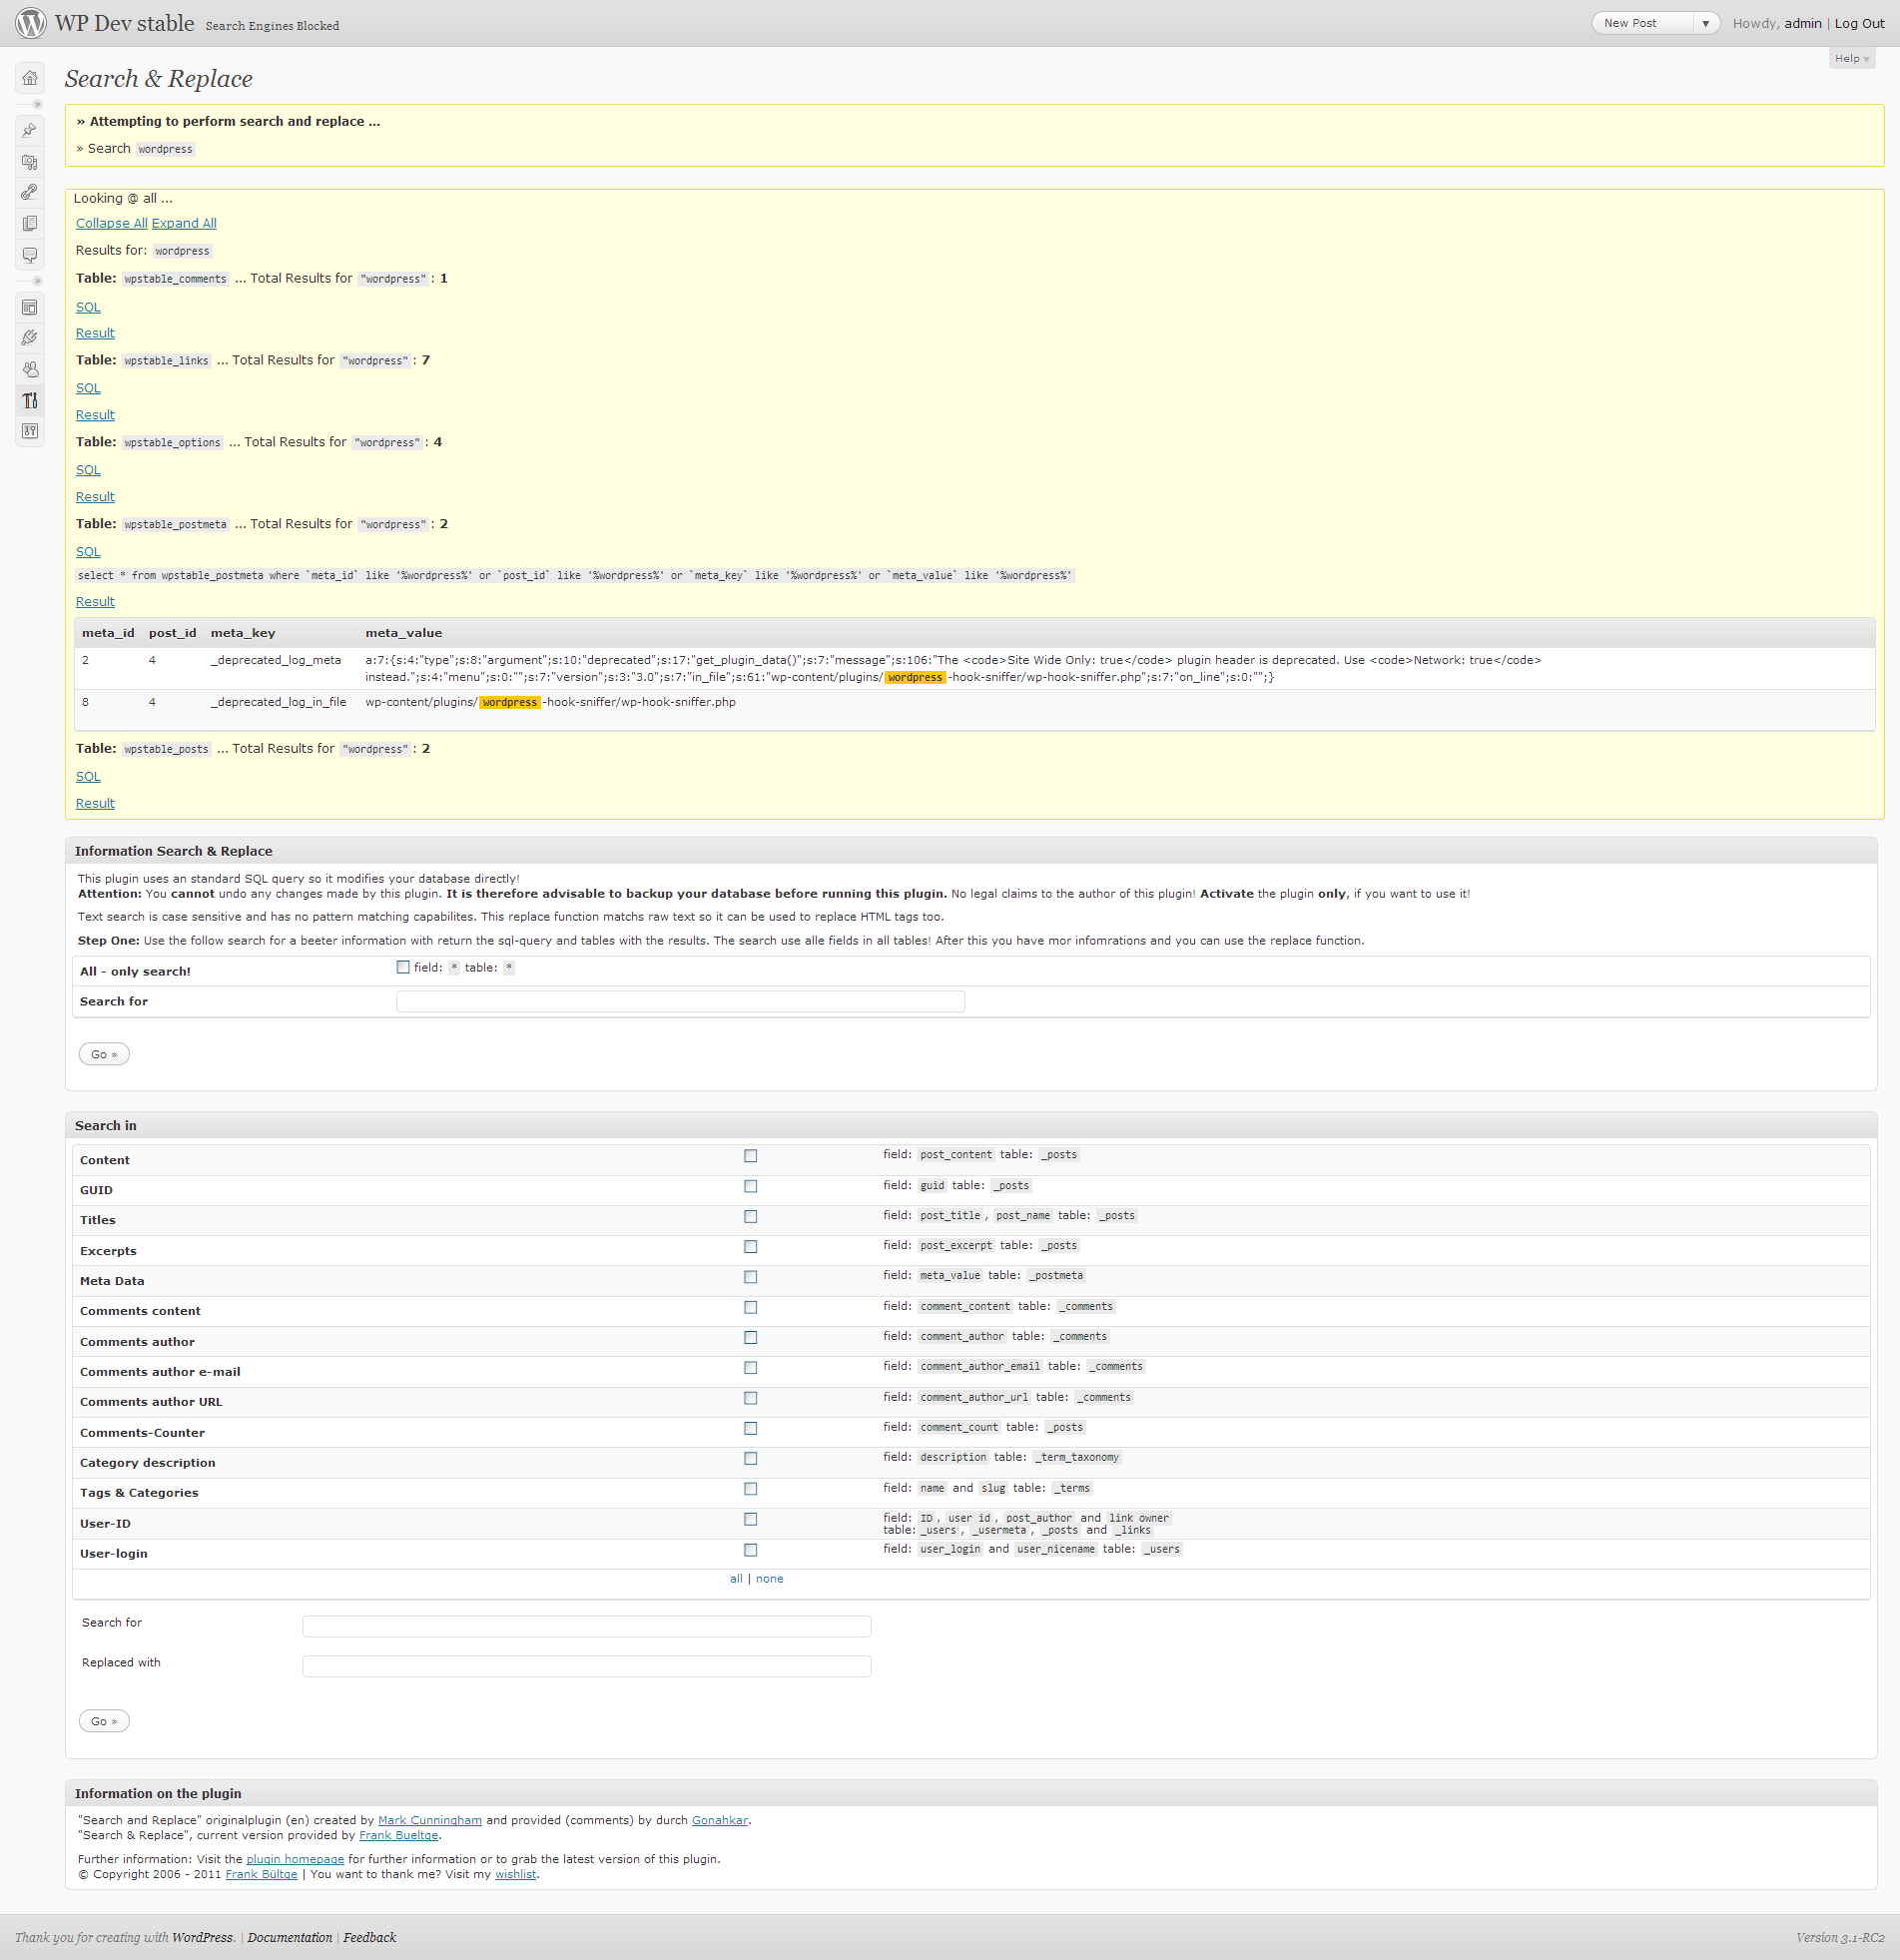 WP Dev stable Search Engines Blocked
New Post Howdy, admin | Log Out
Help
Search & Replace
» Attempting to perform search and replace ...
» Search wordpress
Looking @ all ...
Collapse All Expand All
Results for: wordpress
Table: wpstable_comments ... Total Results for "wordpress": 1
SQL
Result
Table: wpstable_links ... Total Results for "wordpress": 7
SQL
Result
Table: wpstable_options ... Total Results for "wordpress": 4
SQL
Result
Table: wpstable_postmeta ... Total Results for "wordpress": 2
SQL
select * from wpstable_postmeta where `meta_id` like '%wordpress%' or `post_id` like '%wordpress%' or `meta_key` like '%wordpress%' or `meta_value` like '%wordpress%'
Result
meta_id post_id meta_key meta_value
2 4 _deprecated_log_meta a:7:{s:4:"type";s:8:"argument";s:10:"deprecated";s:17:"get_plugin_data()";s:7:"message";s:106:"The <code>Site Wide Only: true</code> plugin header is deprecated. Use <code>Network: true</code>
instead.";s:4:"menu";s:0:"";s:7:"version";s:3:"3.0";s:7:"in_file";s:61:"wp-content/plugins/wordpress-hook-sniffer/wp-hook-sniffer.php";s:7:"on_line";s:0:"";}
8 4 _deprecated_log_in_file wp-content/plugins/wordpress-hook-sniffer/wp-hook-sniffer.php
Table: wpstable_posts ... Total Results for "wordpress": 2
SQL
Result
Information Search & Replace
This plugin uses an standard SQL query so it modifies your database directly!
Attention: You cannot undo any changes made by this plugin. It is therefore advisable to backup your database before running this plugin. No legal claims to the author of this plugin! Activate the plugin only, if you want to use it!
Text search is case sensitive and has no pattern matching capabilites. This replace function matchs raw text so it can be used to replace HTML tags too.
Step One: Use the follow search for a beeter information with return the sql-query and tables with the results. The search use alle fields in all tables! After this you have mor infomrations and you can use the replace function.
All - only search! field: * table: *
Search for
Go »
Search in
Content field: post_content table: _posts
GUID field: guid table: _posts
Titles field: post_title, post_name table: _posts
Excerpts field: post_excerpt table: _posts
Meta Data field: meta_value table: _postmeta
Comments content field: comment_content table: _comments
Comments author field: comment_author table: _comments
Comments author e-mail field: comment_author_email table: _comments
Comments author URL field: comment_author_url table: _comments
Comments-Counter field: comment_count table: _posts
Category description field: description table: _term_taxonomy
Tags & Categories field: name and slug table: _terms
User-ID field: ID, user_id, post_author and link_owner
table: _users, _usermeta, _posts and _links
User-login field: user_login and user_nicename table: _users
all | none
Search for
Replaced with
Go »
Information on the plugin
"Search and Replace" originalplugin (en) created by Mark Cunningham and provided (comments) by durch Gonahkar.
"Search & Replace", current version provided by Frank Bueltge.
Further information: Visit the plugin homepage for further information or to grab the latest version of this plugin.
© Copyright 2006 - 2011 Frank Bültge | You want to thank me? Visit my wishlist.
Thank you for creating with WordPress. | Documentation | Feedback
Version 3.1-RC2